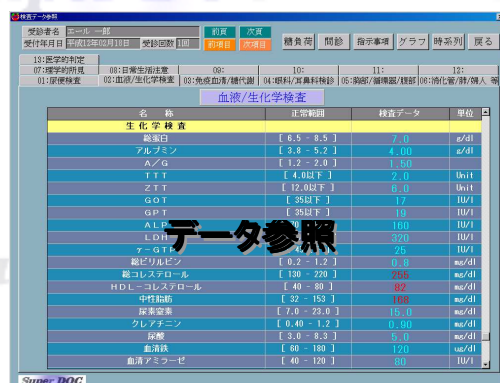 検査データ参照
受診者名 エール 一郎 前頁 次頁
受付年月日 平成12年02月18日 受診回数 1回 前項目 次項目 糖負荷 問診 指示事項 グラフ 時系列 戻る
13:医学的判定
07:理学的所見 08:日常生活注意 09: 10: 11: 12:
01:尿便検査 02:血液/生化学検査 03:免疫血清/糖代謝 04:眼科/耳鼻科検診 05:胸部/循環器/腹部 06:消化管/肺/婦人 等
血液/生化学検査
名 称 正常範囲 検査データ 単位
生 化 学 検 査
総蛋白 [ 6.5 - 8.5 ] 7.0 g/dl
アルブミン [ 3.8 - 5.2 ] 4.00 g/dl
A/G [ 1.2 - 2.0 ] 1.50
TTT [ 4.0以下 ] 2.0 Unit
ZTT [ 12.0以下 ] 6.0 Unit
GOT [ 35以下 ] 17 IU/l
GPT [ 35以下 ] 19 IU/l
ALP 160 IU/l
LDH 320 IU/l
γ-GTP 25 IU/l
データ参照
総ビリルビン [ 0.2 - 1.2 ] 0.8 mg/dl
総コレステロール [ 130 - 220 ] 255 mg/dl
HDL-コレステロール [ 40 - 80 ] 82 mg/dl
中性脂肪 [ 32 - 153 ] 168 mg/dl
尿素窒素 [ 7.0 - 23.0 ] 15.0 mg/dl
クレアチニン [ 0.40 - 1.2 ] 0.90 mg/dl
尿酸 [ 3.0 - 8.3 ] 5.0 mg/dl
血清鉄 [ 60 - 180 ] 120 ug/dl
血清アミラーゼ [ 40 - 120 ] 80 IU/l
Super DOC